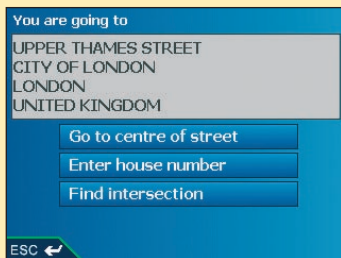 You are going to
UPPER THAMES STREET
CITY OF LONDON
LONDON
UNITED KINGDOM
Go to centre of street
Enter house number
Find intersection
ESC